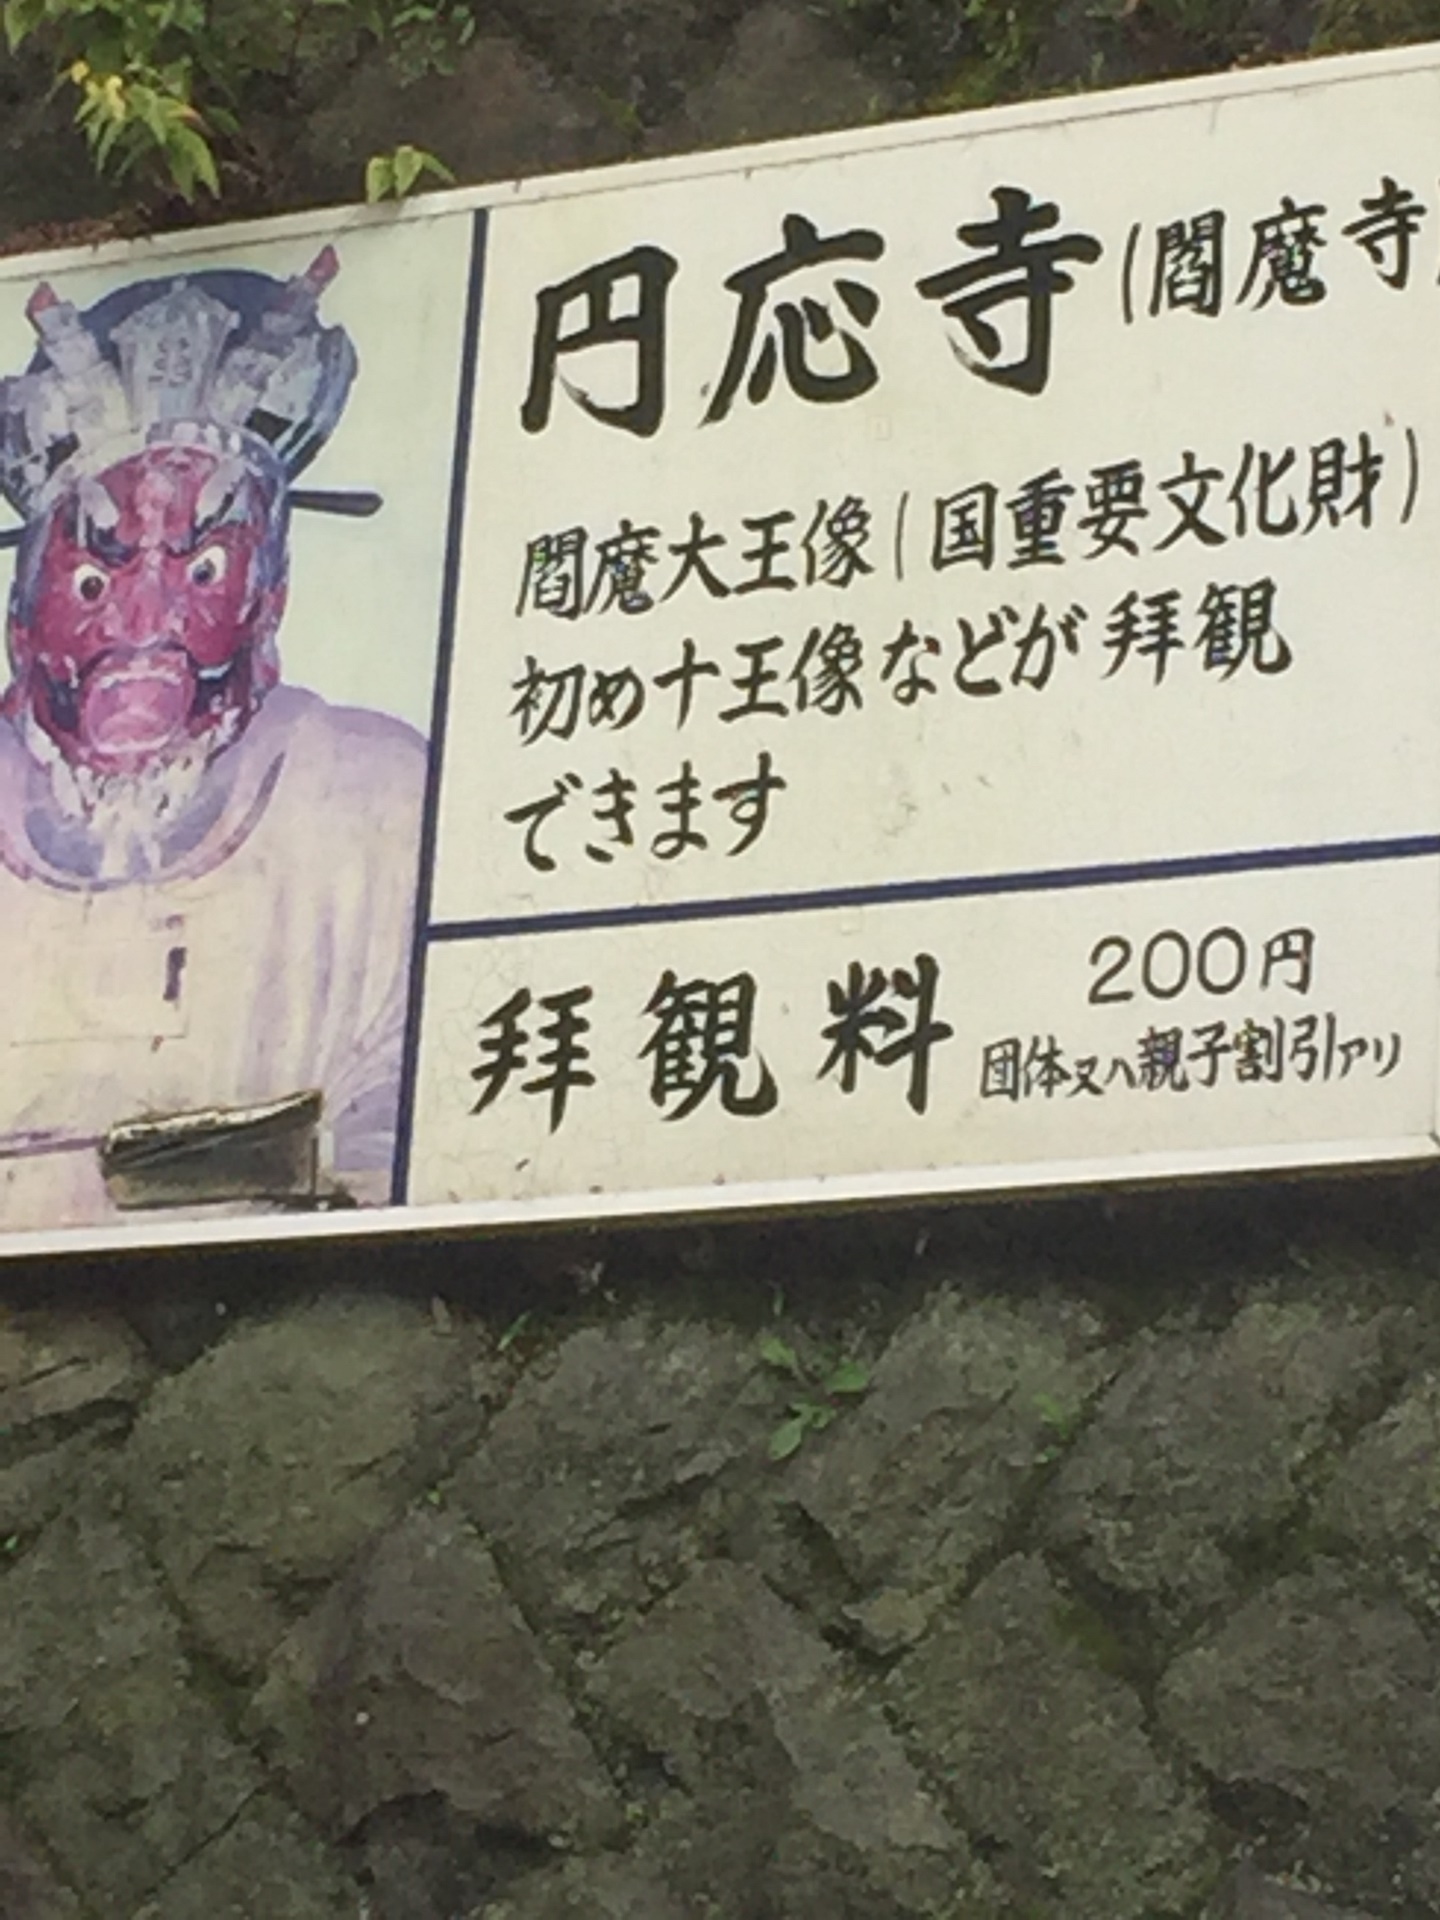 円応寺(閻魔寺)
閻魔大王像(国重要文化財)
初め十王像などが拝観
できます
拝観料
200円
団体又ハ親子割引アリ